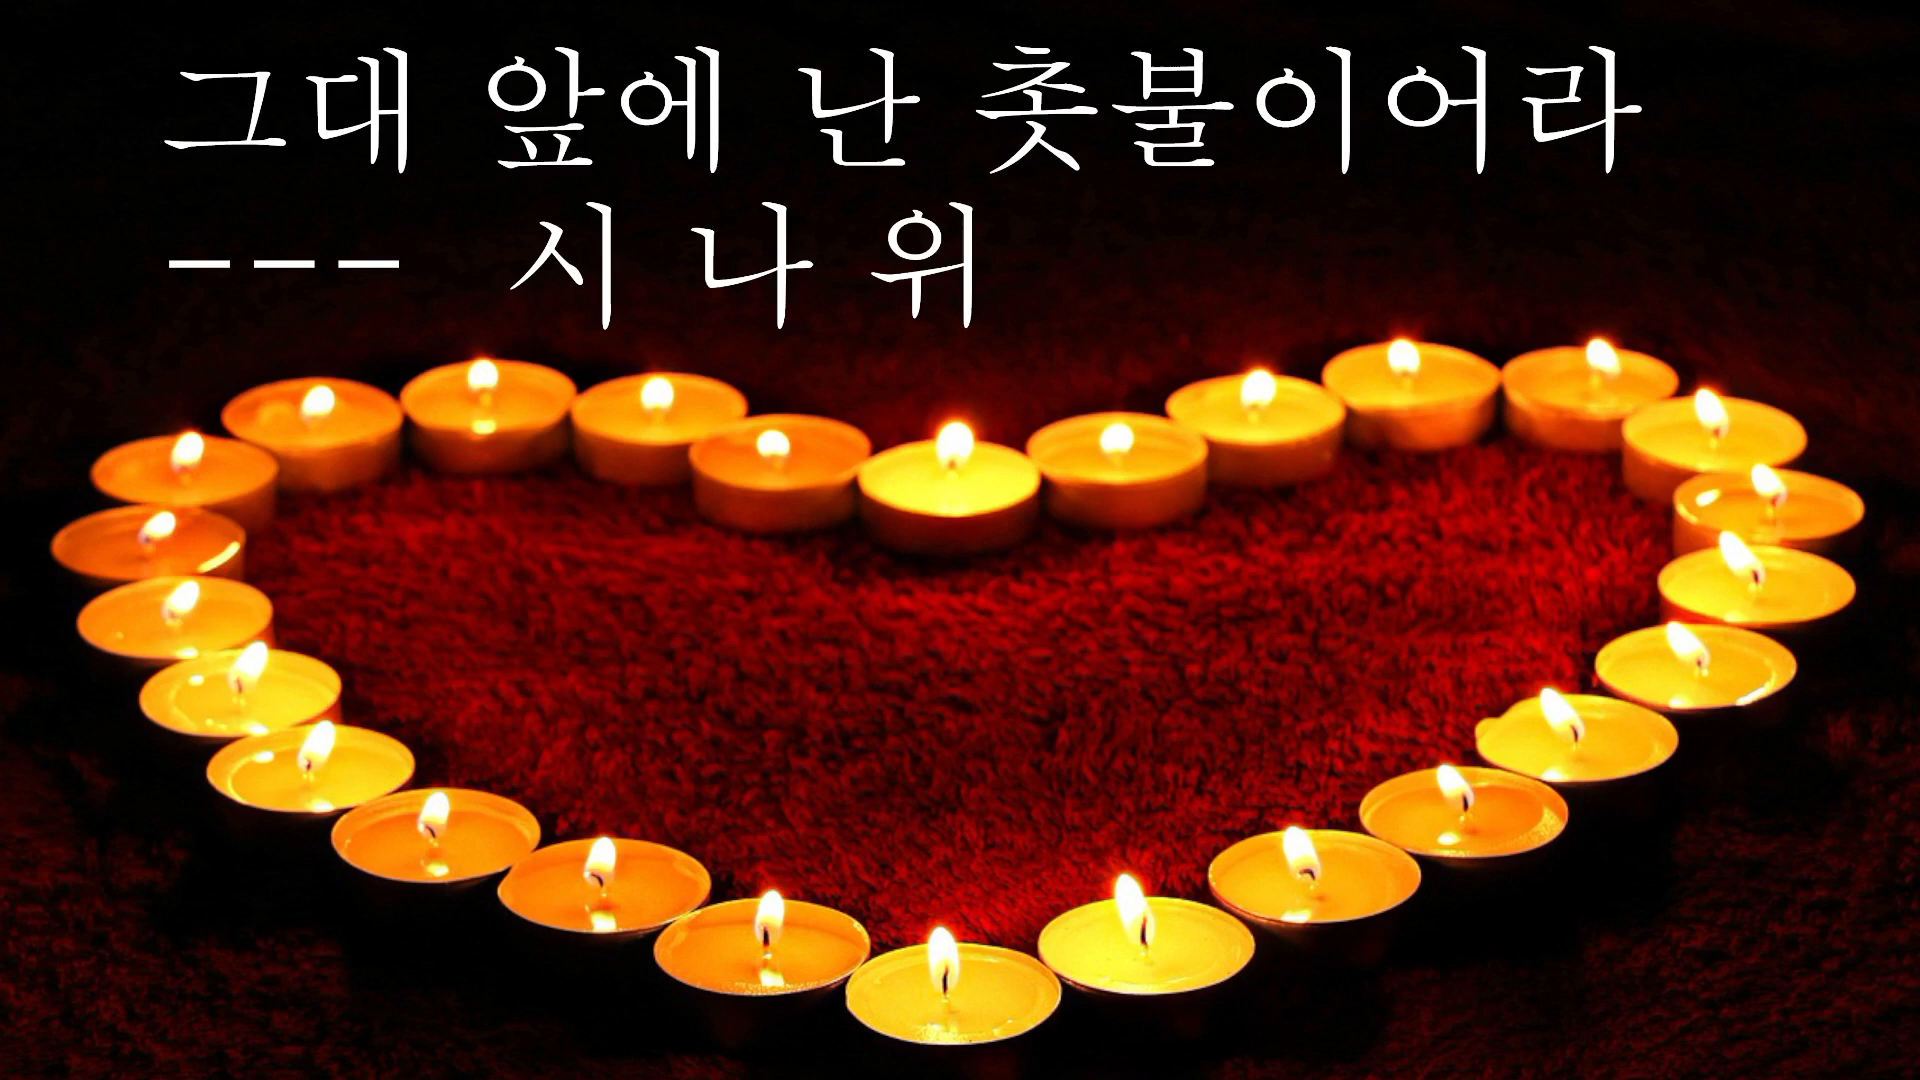 그대 앞에 난 촛불이어라
--- 시 나 위